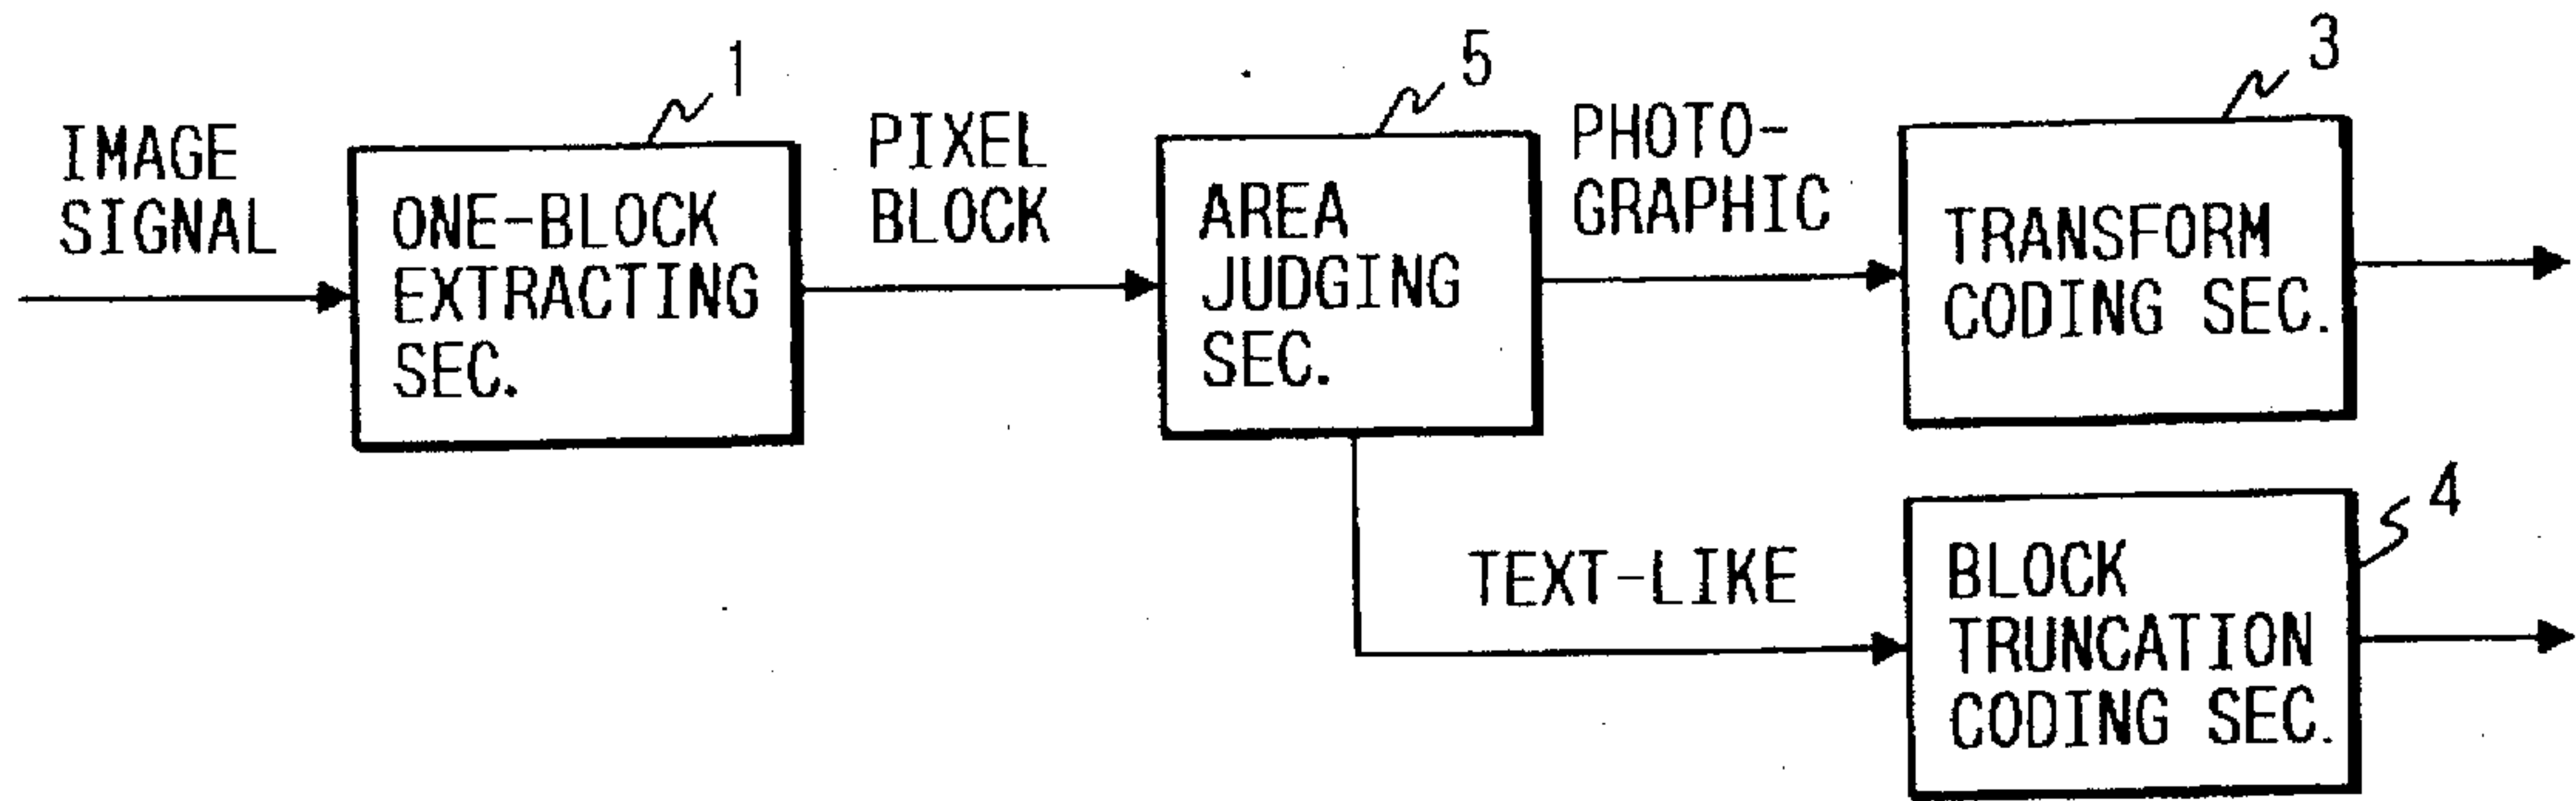 1
5
3
IMAGE
SIGNAL
ONE-BLOCK
EXTRACTING
SEC.
PIXEL
BLOCK
AREA
JUDGING
SEC.
PHOTO-
GRAPHIC
TRANSFORM
CODING SEC.
TEXT-LIKE
4
BLOCK
TRUNCATION
CODING SEC.